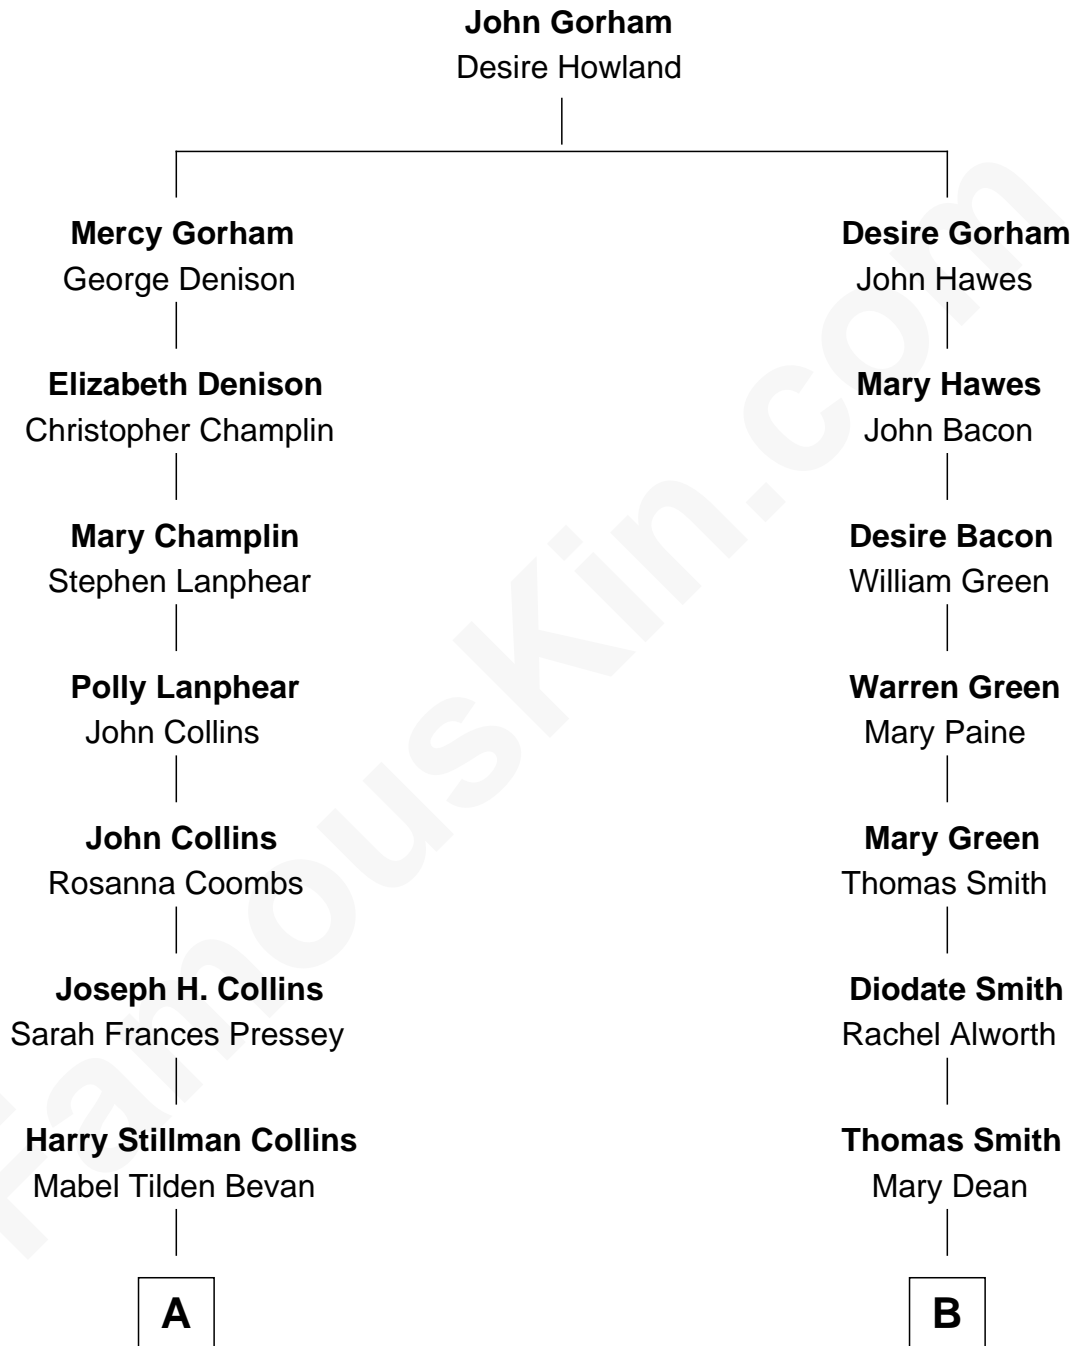 John Gorham
Desire Howland
Mercy Gorham
George Denison
Desire Gorham
John Hawes
Elizabeth Denison
Christopher Champlin
Mary Hawes
John Bacon
Mary Champlin
Stephen Lanphear
Desire Bacon
William Green
Polly Lanphear
John Collins
Warren Green
Mary Paine
John Collins
Rosanna Coombs
Mary Green
Thomas Smith
Joseph H. Collins
Sarah Frances Pressey
Diodate Smith
Rachel Alworth
Harry Stillman Collins
Mabel Tilden Bevan
Thomas Smith
Mary Dean
A
B
FamousKin.com